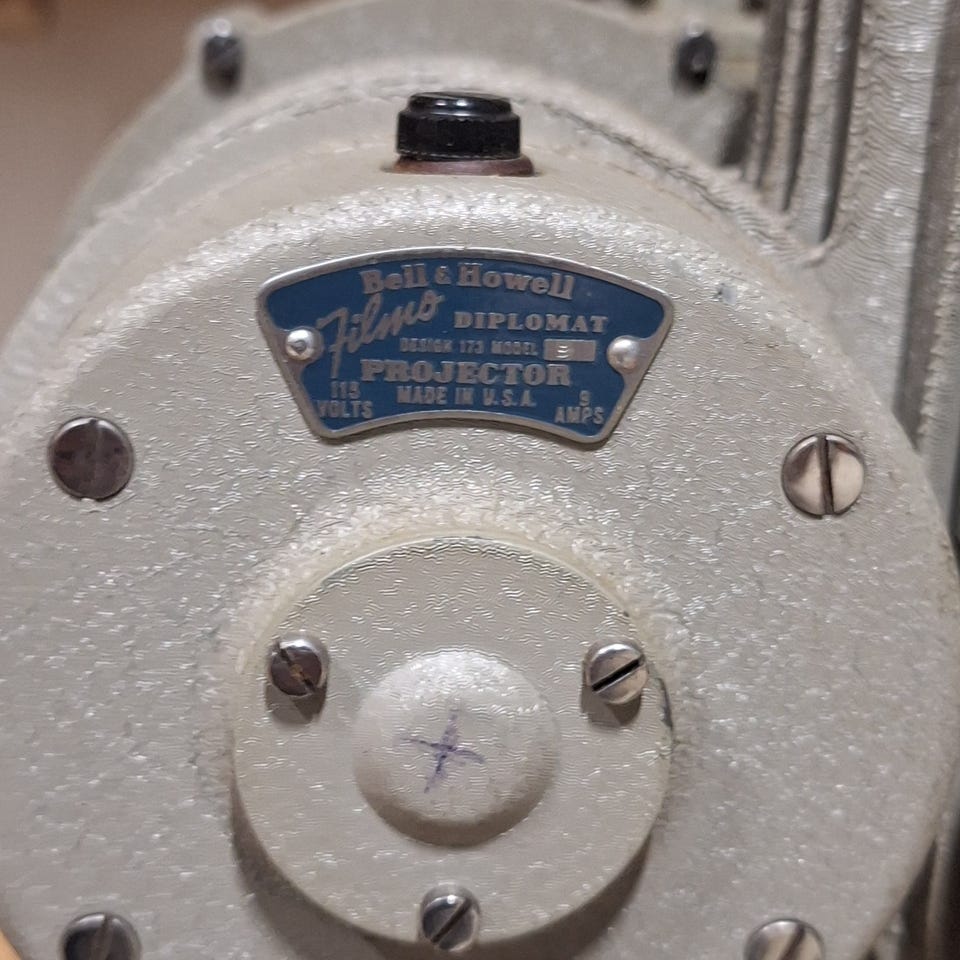 Bell & Howell
Filmo DIPLOMAT
DESIGN 173 MODEL B
PROJECTOR
115 VOLTS
MADE IN U.S.A.
9 AMPS